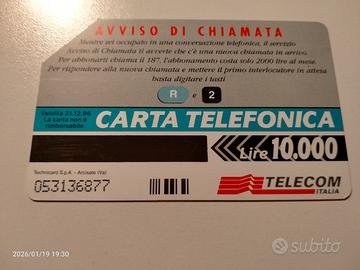 AVVISO DI CHIAMATA
Mentre sei occupato in una conversazione telefonica, il servizio
Avviso di Chiamata ti avverte che c'è una nuova chiamata in attesa.
Per abbonarti chiama il 187, l'abbonamento costa solo 2000 lire al mese.
Per rispondere alla nuova chiamata e mettere il primo interlocutore in attesa
basta digitare i tasti
R e 2
Validità 31.12.96
La carta non è
rimborsabile
CARTA TELEFONICA
Lire 10.000
Technicard S.p.A. - Arcisate (Va)
053136877
TELECOM
ITALIA
2026/01/19 19:30
subito